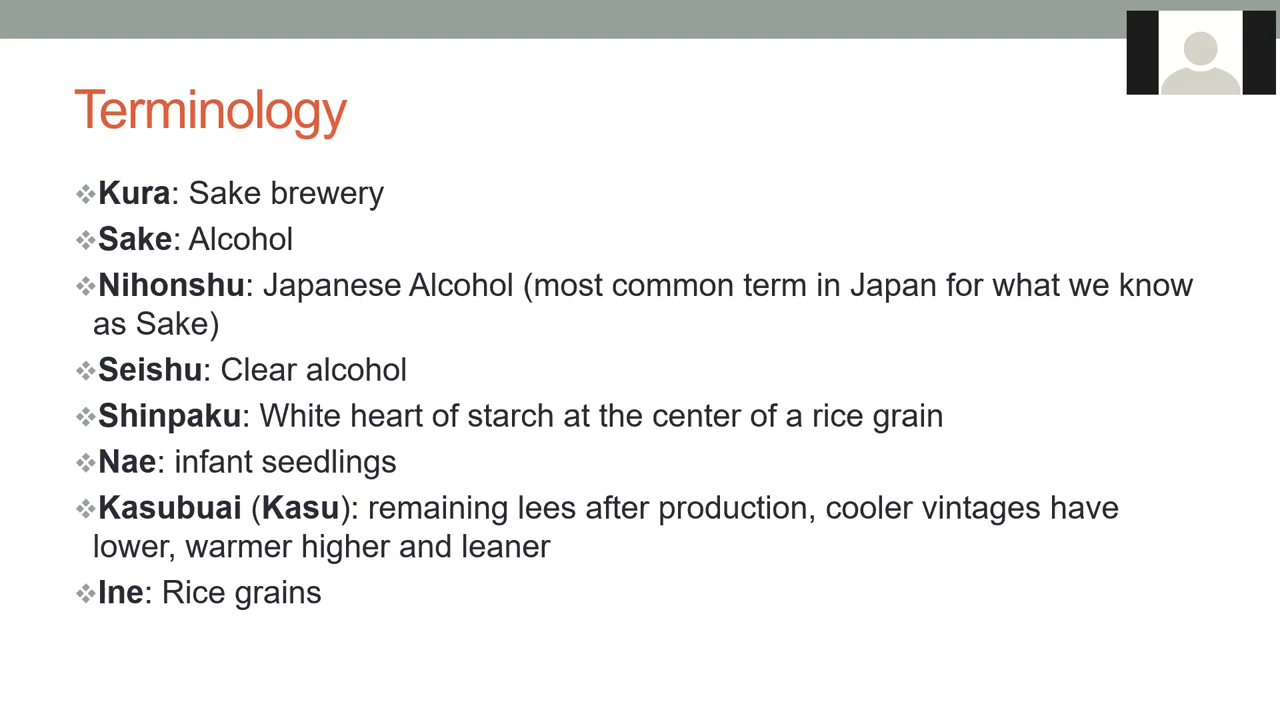 Terminology
Kura: Sake brewery
Sake: Alcohol
Nihonshu: Japanese Alcohol (most common term in Japan for what we know
as Sake)
Seishu: Clear alcohol
Shinpaku: White heart of starch at the center of a rice grain
Nae: infant seedlings
Kasubuai (Kasu): remaining lees after production, cooler vintages have
lower, warmer higher and leaner
Ine: Rice grains